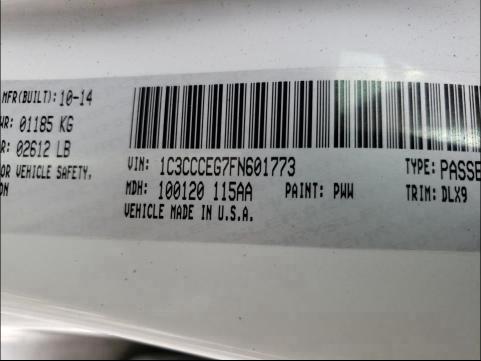 MFR(BUILT): 10-14
WR: 01185 KG
R: 02612 LB
OR VEHICLE SAFETY,
ON
VIN: 1C3CCCEG7FN601773
TYPE: PASSE
MDH: 100120 115AA
PAINT: PWW
TRIM: DLX9
VEHICLE MADE IN U.S.A.